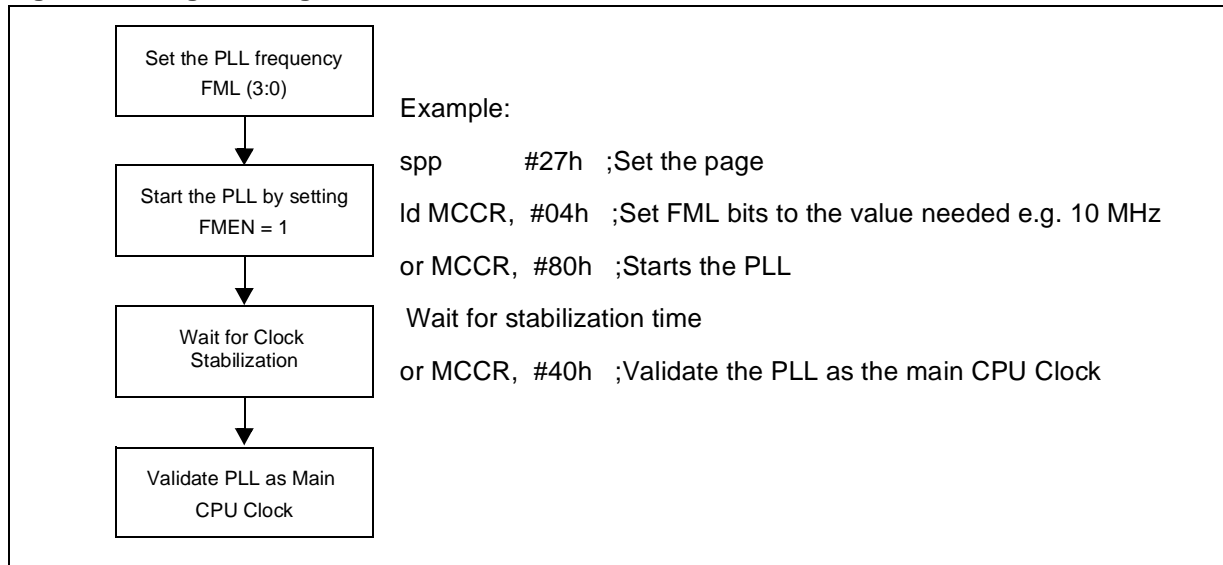 Set the PLL frequency
FML (3:0)
Start the PLL by setting
FMEN = 1
Wait for Clock
Stabilization
Validate PLL as Main
CPU Clock
Example:
spp #27h ;Set the page
ld MCCR, #04h ;Set FML bits to the value needed e.g. 10 MHz
or MCCR, #80h ;Starts the PLL
Wait for stabilization time
or MCCR, #40h ;Validate the PLL as the main CPU Clock